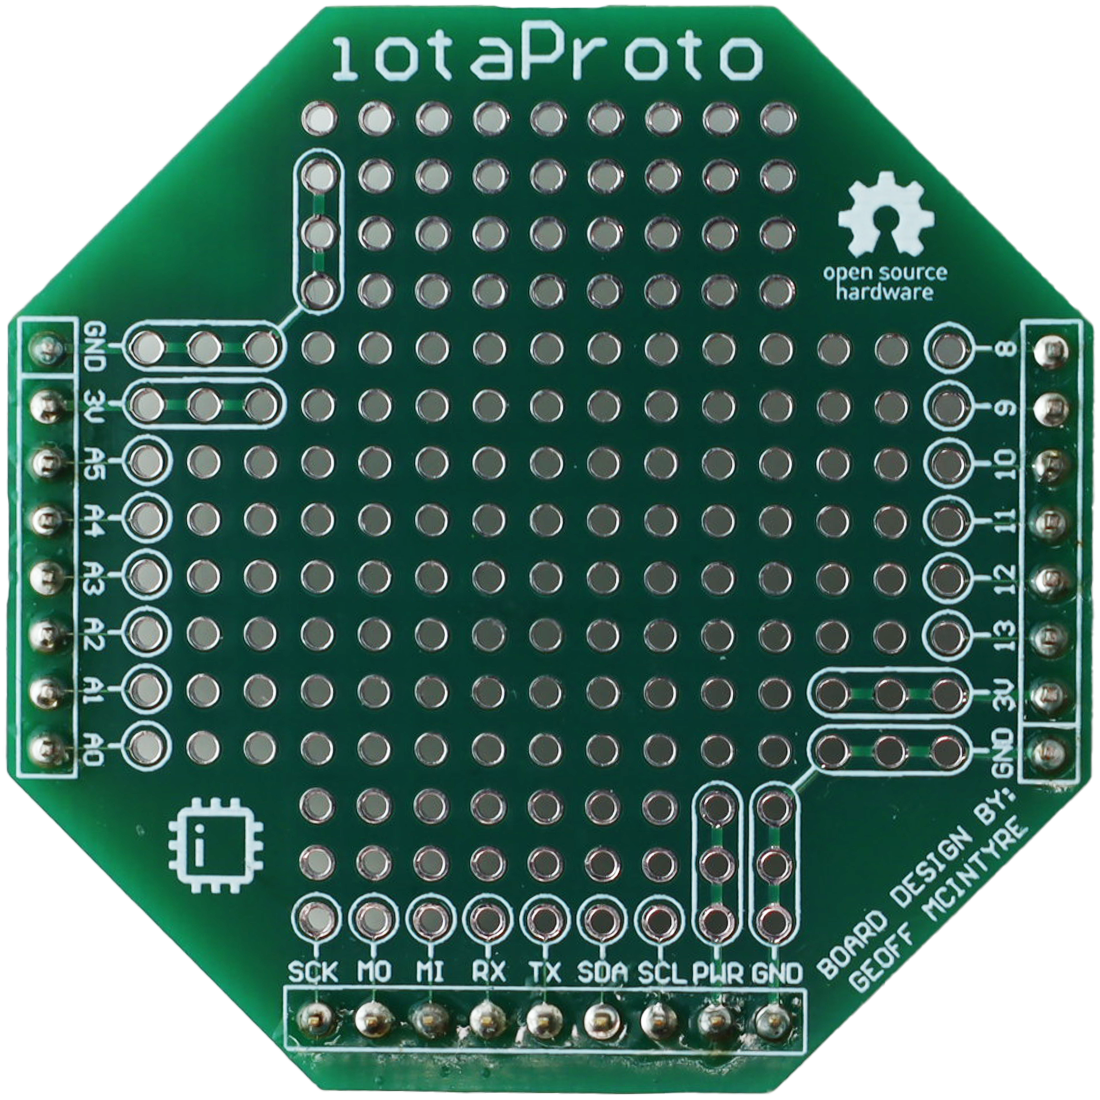 iotaProto
open source
hardware
GND
3V
A5
A4
A3
A2
A1
A0
8
9
10
11
12
13
3V
GND
i
SCK MO MI RX TX SDA SCL PWR GND
BOARD DESIGN BY:
GEOFF MCINTYRE